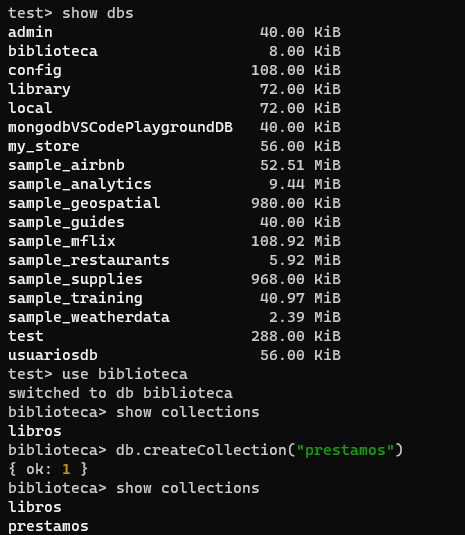 test> show dbs
admin                       40.00 KiB
biblioteca                   8.00 KiB
config                     108.00 KiB
library                     72.00 KiB
local                       72.00 KiB
mongodbVSCodePlaygroundDB   40.00 KiB
my_store                    56.00 KiB
sample_airbnb               52.51 MiB
sample_analytics             9.44 MiB
sample_geospatial          980.00 KiB
sample_guides               40.00 KiB
sample_mflix               108.92 MiB
sample_restaurants           5.92 MiB
sample_supplies            968.00 KiB
sample_training             40.97 MiB
sample_weatherdata           2.39 MiB
test                       288.00 KiB
usuariosdb                  56.00 KiB
test> use biblioteca
switched to db biblioteca
biblioteca> show collections
libros
biblioteca> db.createCollection("prestamos")
{ ok: 1 }
biblioteca> show collections
libros
prestamos